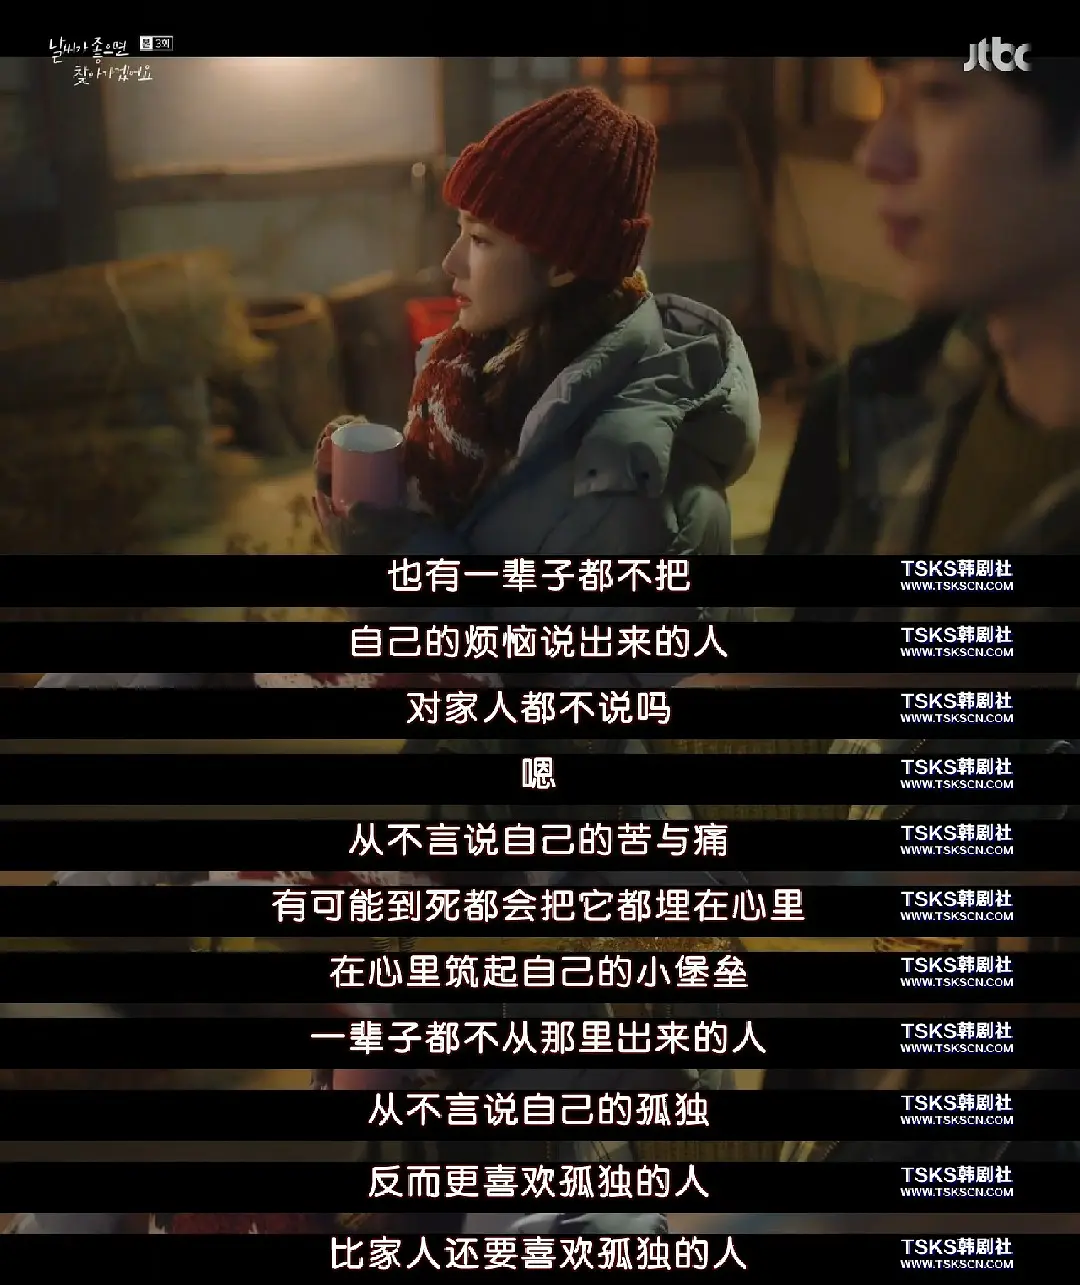 날씨가 좋으면 본 3회
찾아가겠어요
jtbc
也有一辈子都不把
TSKS韩剧社
WWW.TSKSCN.COM
自己的烦恼说出来的人
TSKS韩剧社
WWW.TSKSCN.COM
对家人都不说吗
TSKS韩剧社
WWW.TSKSCN.COM
嗯
TSKS韩剧社
WWW.TSKSCN.COM
从不言说自己的苦与痛
TSKS韩剧社
WWW.TSKSCN.COM
有可能到死都会把它都埋在心里
TSKS韩剧社
WWW.TSKSCN.COM
在心里筑起自己的小堡垒
TSKS韩剧社
WWW.TSKSCN.COM
一辈子都不从那里出来的人
TSKS韩剧社
WWW.TSKSCN.COM
从不言说自己的孤独
TSKS韩剧社
WWW.TSKSCN.COM
反而更喜欢孤独的人
TSKS韩剧社
WWW.TSKSCN.COM
比家人还要喜欢孤独的人
TSKS韩剧社
WWW.TSKSCN.COM